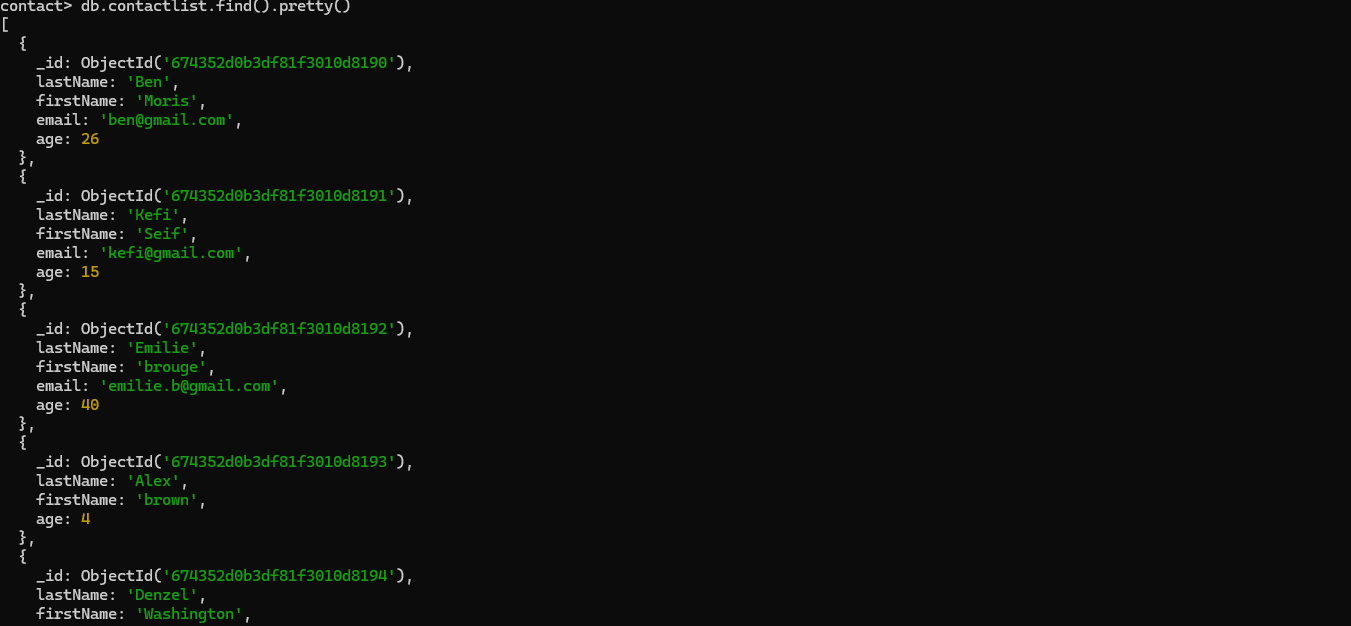 contact> db.contactlist.find().pretty()
[
  {
    _id: ObjectId('674352d0b3df81f3010d8190'),
    lastName: 'Ben',
    firstName: 'Moris',
    email: 'ben@gmail.com',
    age: 26
  },
  {
    _id: ObjectId('674352d0b3df81f3010d8191'),
    lastName: 'Kefi',
    firstName: 'Seif',
    email: 'kefi@gmail.com',
    age: 15
  },
  {
    _id: ObjectId('674352d0b3df81f3010d8192'),
    lastName: 'Emilie',
    firstName: 'brouge',
    email: 'emilie.b@gmail.com',
    age: 40
  },
  {
    _id: ObjectId('674352d0b3df81f3010d8193'),
    lastName: 'Alex',
    firstName: 'brown',
    age: 4
  },
  {
    _id: ObjectId('674352d0b3df81f3010d8194'),
    lastName: 'Denzel',
    firstName: 'Washington',